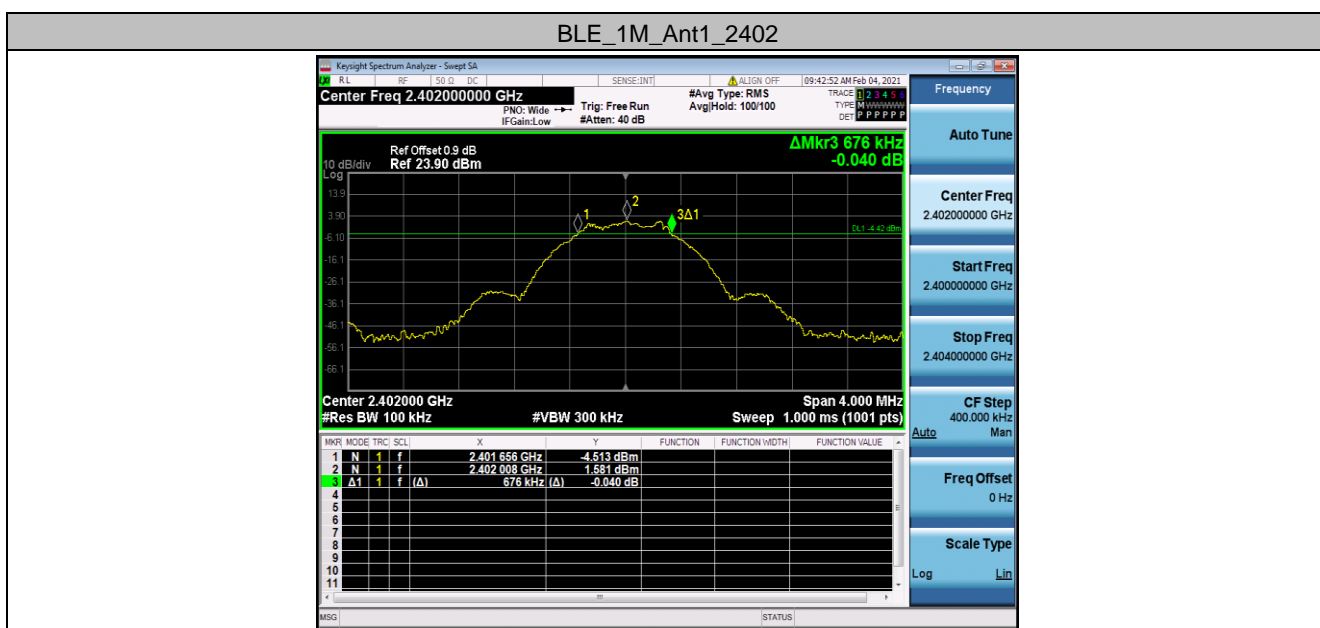 BLE_1M_Ant1_2402
Keysight Spectrum Analyzer - Swept SA
RL RF 50 Ω DC SENSE:INT ALIGN OFF 09:42:52 AM Feb 04, 2021
Center Freq 2.402000000 GHz
PNO: Wide
IFGain:Low
Trig: Free Run
#Atten: 40 dB
#Avg Type: RMS
Avg|Hold: 100/100
TRACE 1 2 3 4 5 6
TYPE M W W W W W
DET P P P P P P
Ref Offset 0.9 dB
10 dB/div Ref 23.90 dBm
Log
ΔMkr3 676 kHz
-0.040 dB
13.9
3.90
-6.10
-16.1
-26.1
-36.1
-46.1
-56.1
-66.1
1
2
3Δ1
DL1 -4.42 dBm
Center 2.402000 GHz Span 4.000 MHz
#Res BW 100 kHz #VBW 300 kHz Sweep 1.000 ms (1001 pts)
MKR MODE TRC SCL X Y FUNCTION FUNCTION WIDTH FUNCTION VALUE
1 N 1 f 2.401 656 GHz -4.513 dBm
2 N 1 f 2.402 008 GHz 1.581 dBm
3 Δ1 1 f (Δ) 676 kHz (Δ) -0.040 dB
4
5
6
7
8
9
10
11
MSG STATUS
Frequency
Auto Tune
Center Freq
2.402000000 GHz
Start Freq
2.400000000 GHz
Stop Freq
2.404000000 GHz
CF Step
400.000 kHz
Auto Man
Freq Offset
0 Hz
Scale Type
Log Lin